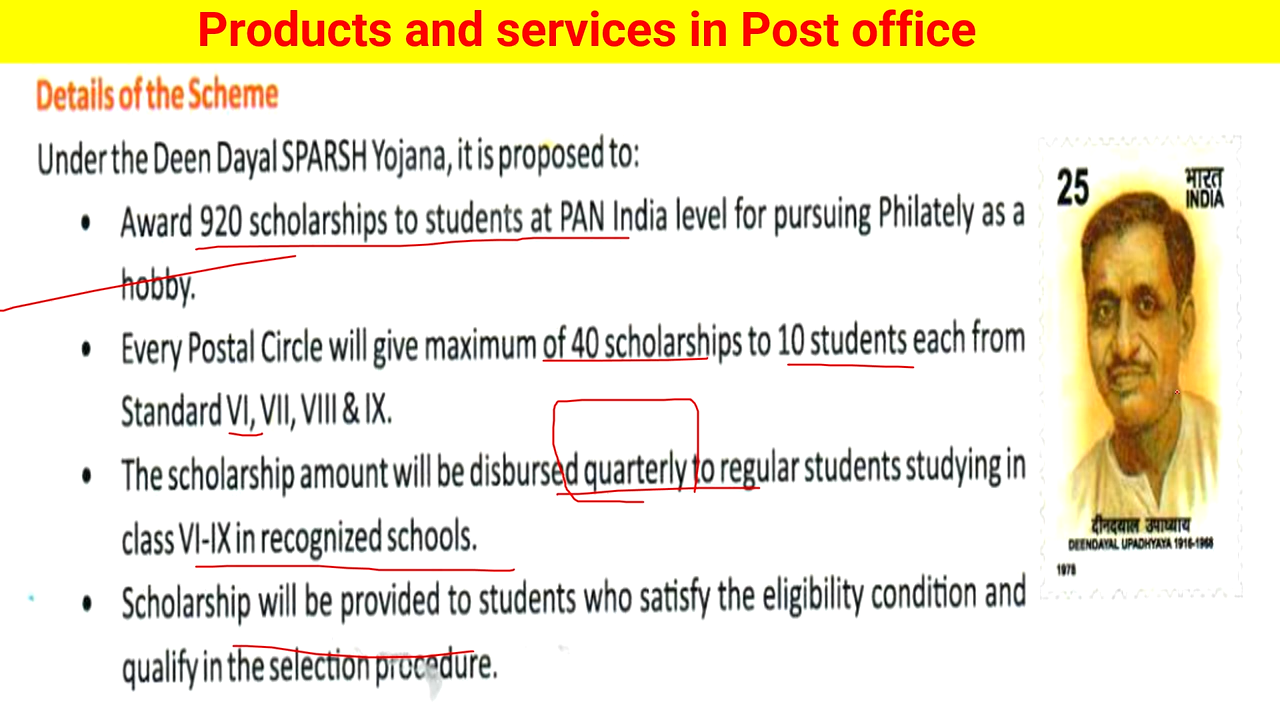 Products and services in Post office
Details of the Scheme
Under the Deen Dayal SPARSH Yojana, it is proposed to:
• Award 920 scholarships to students at PAN India level for pursuing Philately as a
hobby.
• Every Postal Circle will give maximum of 40 scholarships to 10 students each from
Standard VI, VII, VIII & IX.
• The scholarship amount will be disbursed quarterly to regular students studying in
class VI-IX in recognized schools.
• Scholarship will be provided to students who satisfy the eligibility condition and
qualify in the selection procedure.
25
भारत
INDIA
दीनदयाल उपाध्याय
DEENDAYAL UPADHYAYA 1916-1968
1978